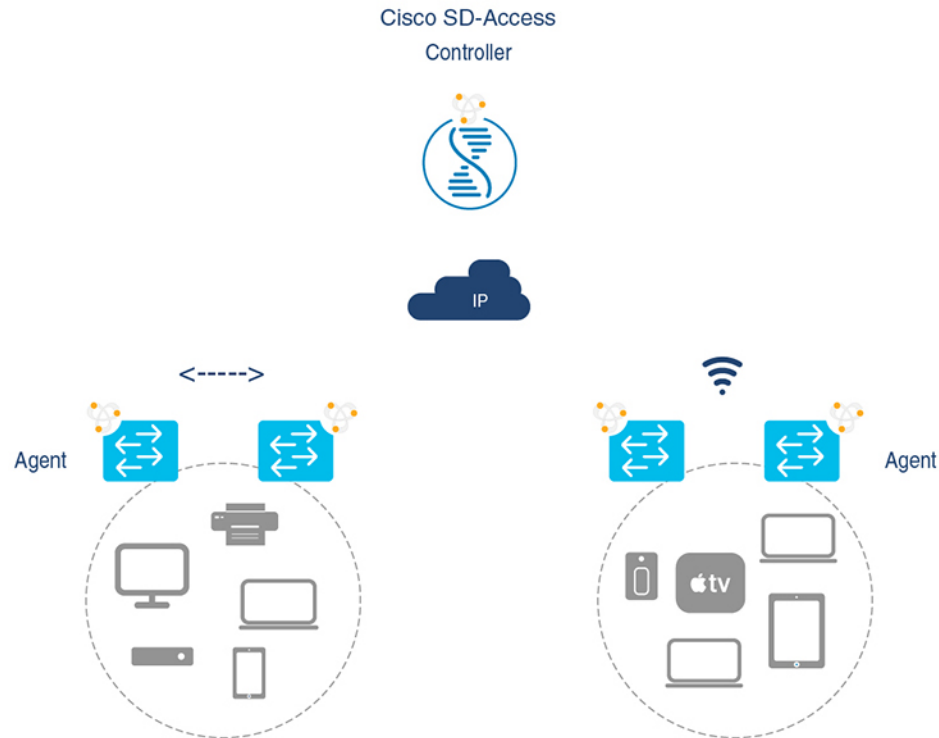 Cisco SD-Access
Controller
IP
<----->
Agent
Agent
tv